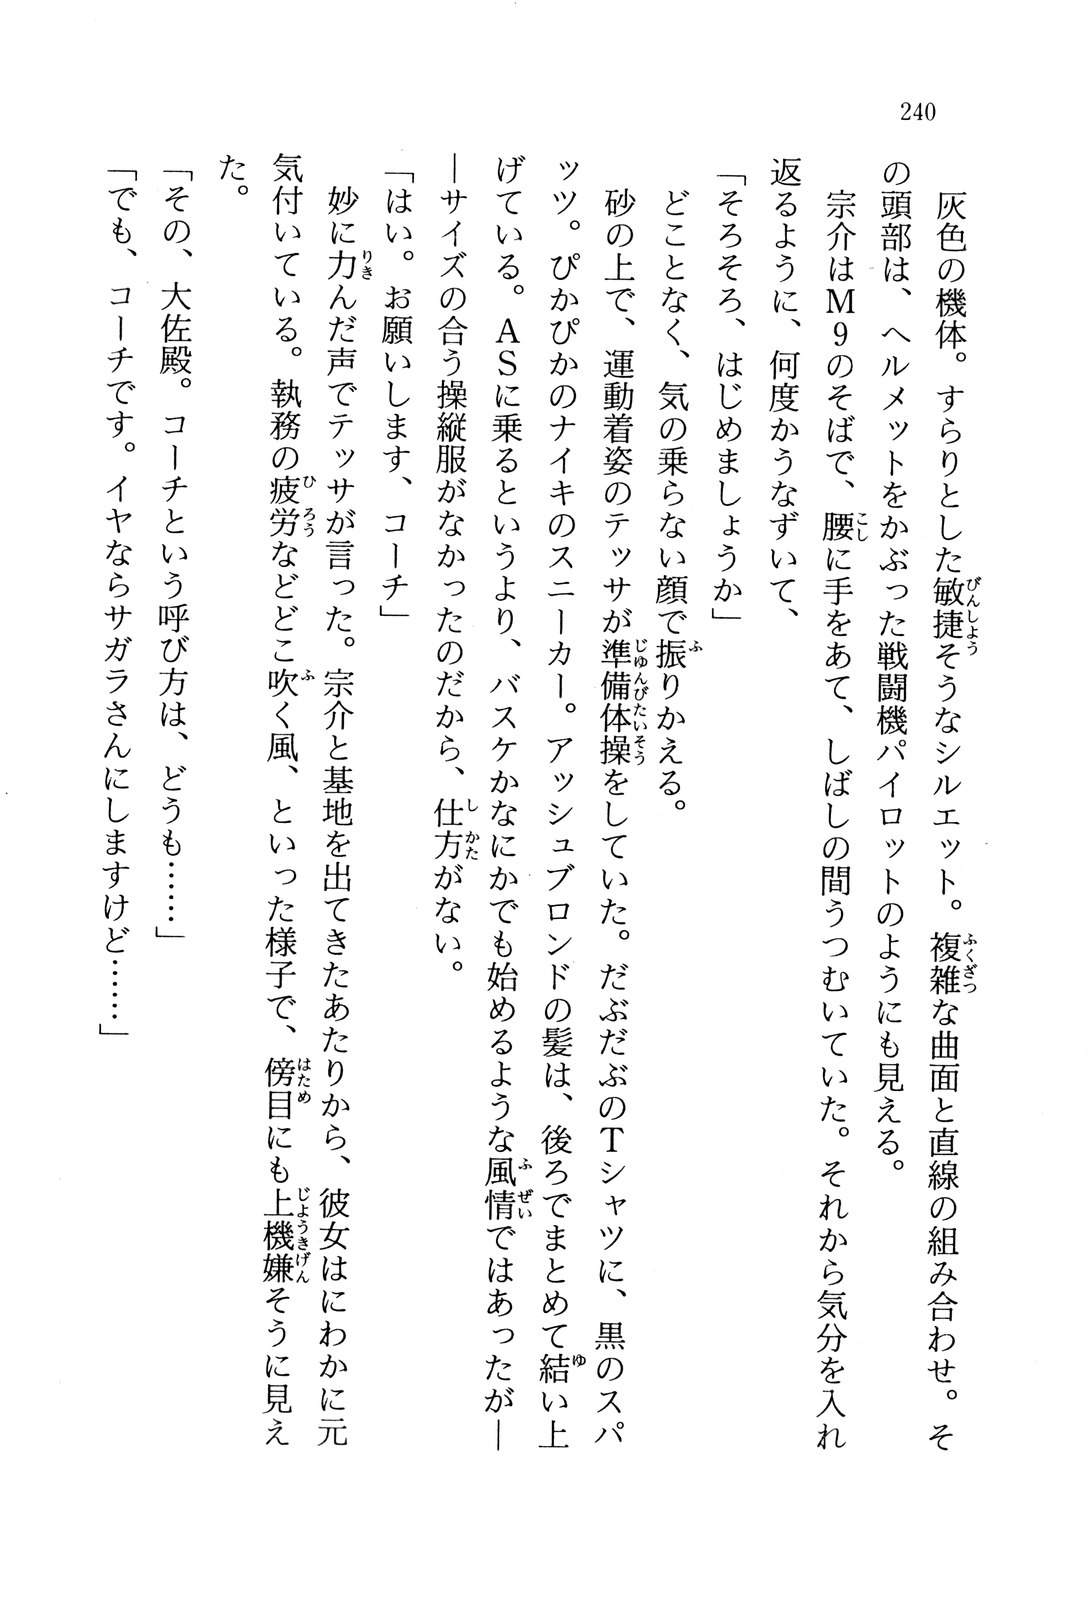 240
灰色の機体。すらりとした敏捷そうなシルエット。複雑な曲面と直線の組み合わせ。そ
の頭部は、ヘルメットをかぶった戦闘機パイロットのようにも見える。
宗介はM9のそばで、腰に手をあて、しばしの間うつむいていた。それから気分を入れ
返るように、何度かうなずいて、
「そろそろ、はじめましょうか」
どことなく、気の乗らない顔で振りかえる。
砂の上で、運動着姿のテッサが準備体操をしていた。だぶだぶのTシャツに、黒のスパ
ッツ。ぴかぴかのナイキのスニーカー。アッシュブロンドの髪は、後ろでまとめて結い上
げている。ASに乗るというより、バスケかなにかでも始めるような風情ではあったが―
―サイズの合う操縦服がなかったのだから、仕方がない。
「はい。お願いします、コーチ」
妙に力んだ声でテッサが言った。宗介と基地を出てきたあたりから、彼女はにわかに元
気付いている。執務の疲労などどこ吹く風、といった様子で、傍目にも上機嫌そうに見え
た。
「その、大佐殿。コーチという呼び方は、どうも……」
「でも、コーチです。イヤならサガラさんにしますけど……」